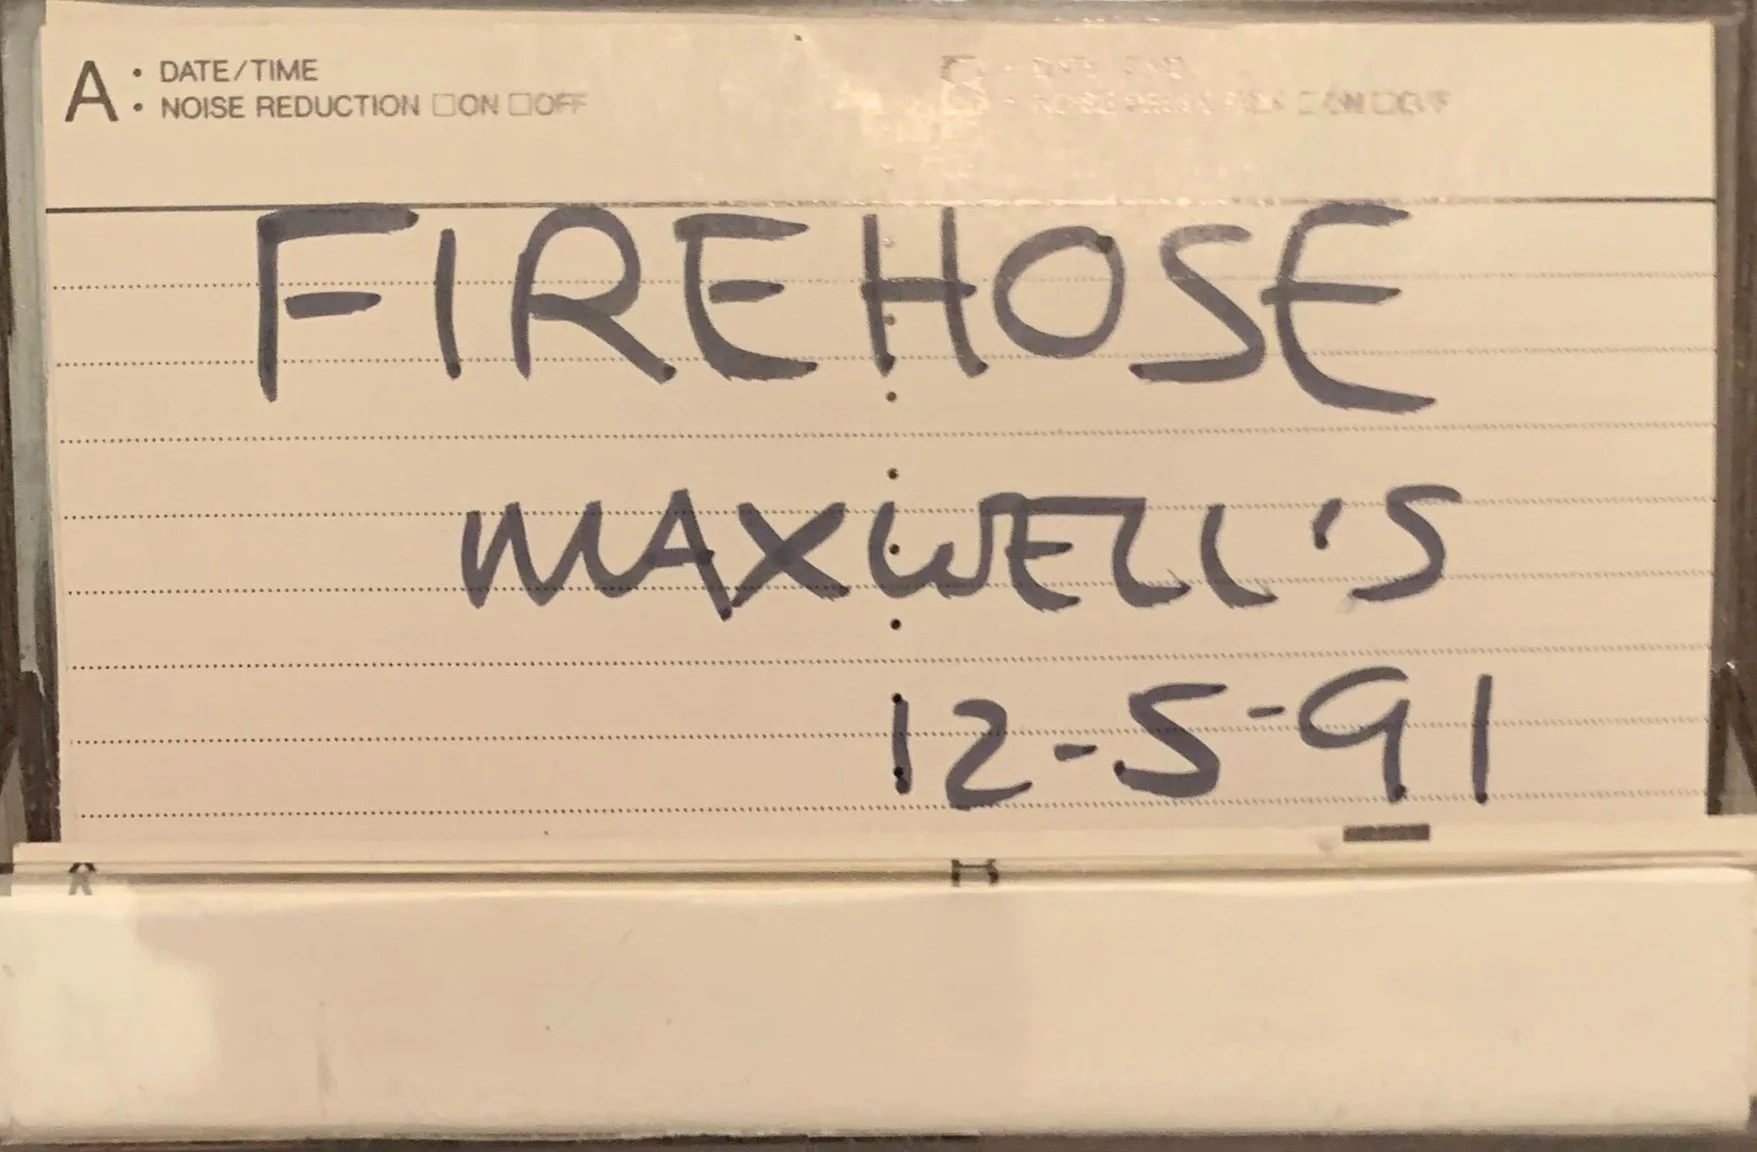 A: • DATE/TIME
• NOISE REDUCTION □ON □OFF
FIREHOSE
MAXWELL'S
12-5-91